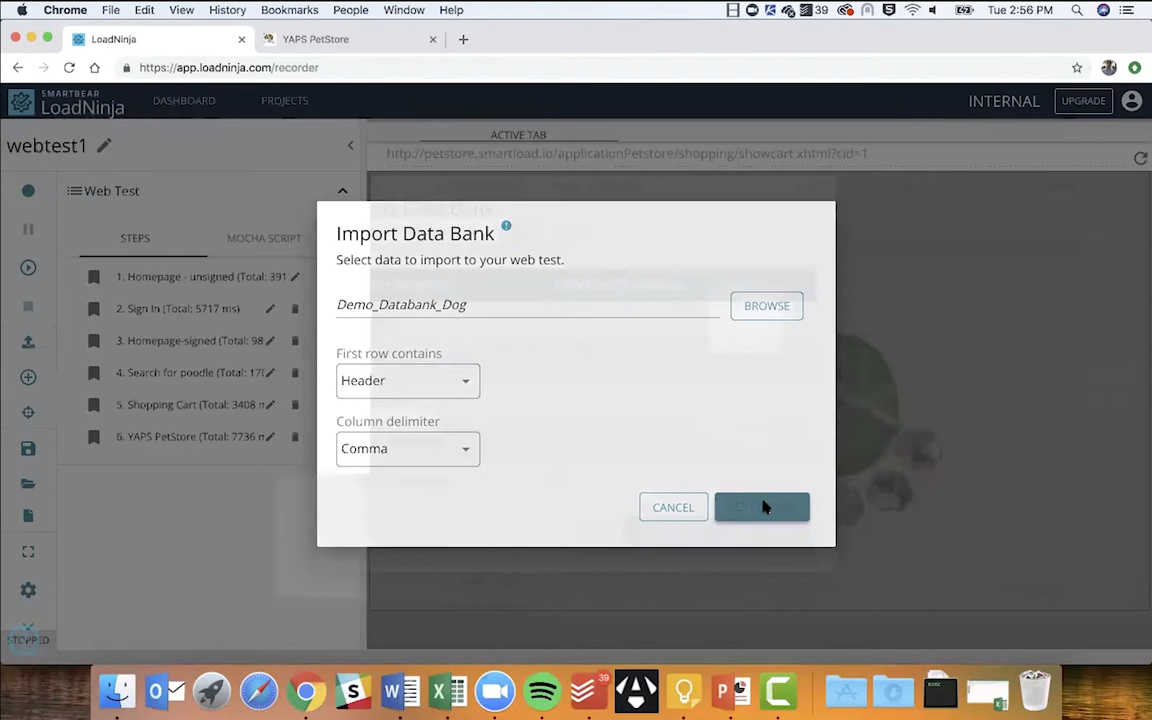 Chrome File Edit View History Bookmarks People Window Help 39 Tue 2:56 PM
LoadNinja YAPS PetStore
https://app.loadninja.com/recorder
SMARTBEAR
LoadNinja DASHBOARD PROJECTS INTERNAL UPGRADE
webtest1 ACTIVE TAB
http://petstore.smartload.io/applicationPetstore/shopping/showcart.xhtml?cid=1
Web Test
STEPS MOCHA SCRIPT
1. Homepage - unsigned (Total: 391
2. Sign In (Total: 5717 ms)
3. Homepage-signed (Total: 98
4. Search for poodle (Total: 178
5. Shopping Cart (Total: 3408 m
6. YAPS PetStore (Total: 7736 m
Import Data Bank
Select data to import to your web test.
Demo_Databank_Dog BROWSE
First row contains
Header
Column delimiter
Comma
CANCEL
STOPPED
39